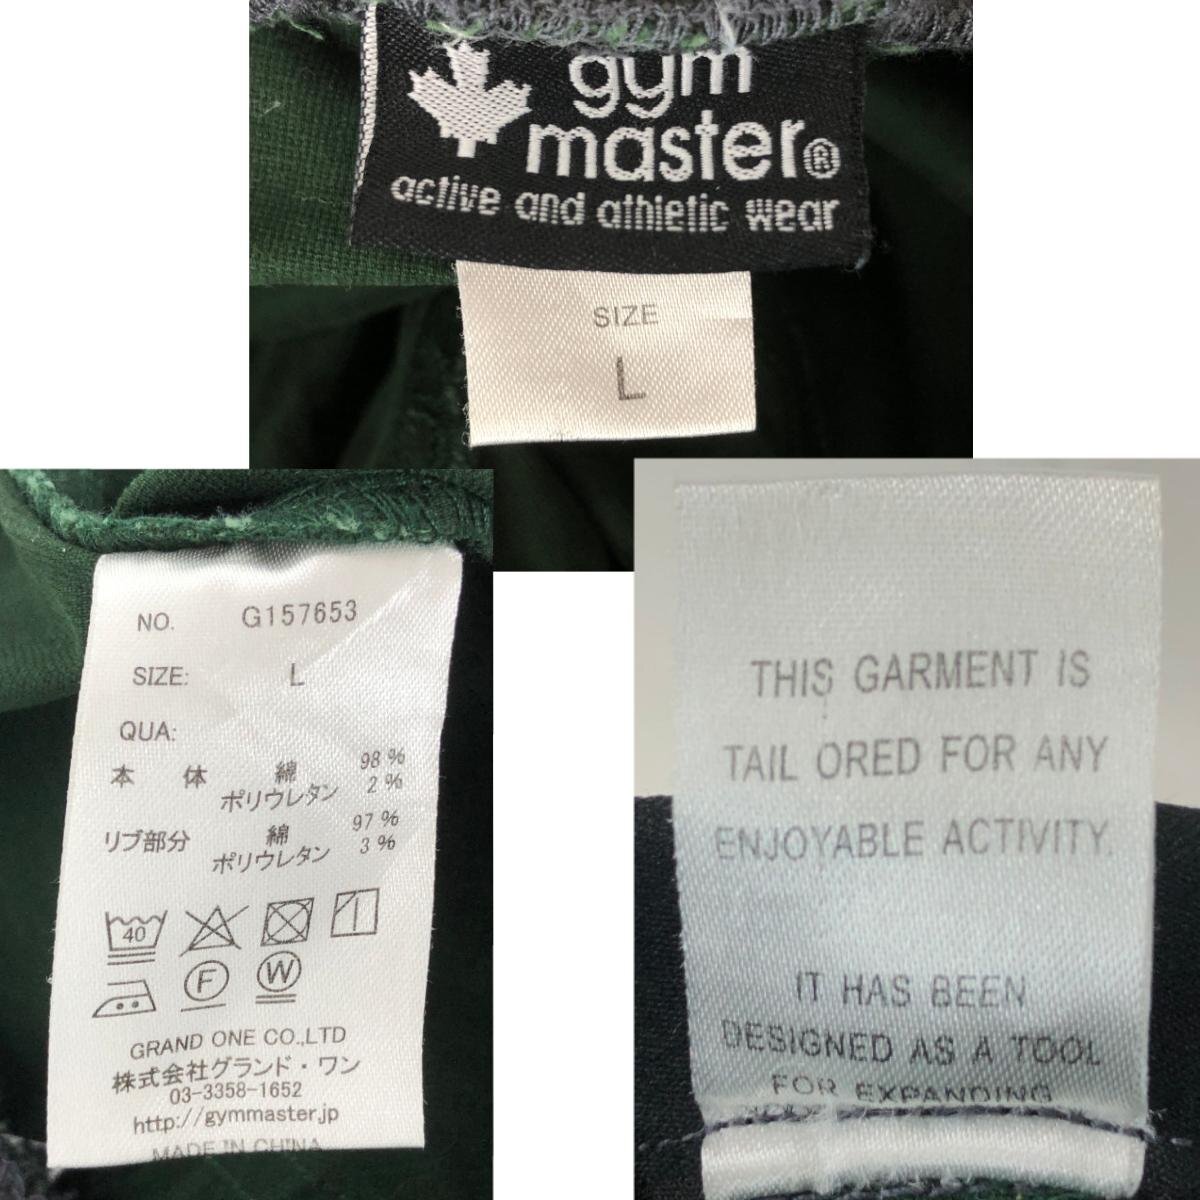 gym
master®
active and athletic wear
SIZE
L
NO. G157653
SIZE: L
QUA:
本 体 綿 98%
ポリウレタン 2%
リブ部分 綿 97%
ポリウレタン 3%
40
F W
GRAND ONE CO.,LTD
株式会社グランド・ワン
03-3358-1652
http://gymmaster.jp
MADE IN CHINA
THIS GARMENT IS
TAIL ORED FOR ANY
ENJOYABLE ACTIVITY.
IT HAS BEEN
DESIGNED AS A TOOL
FOR EXPANDING